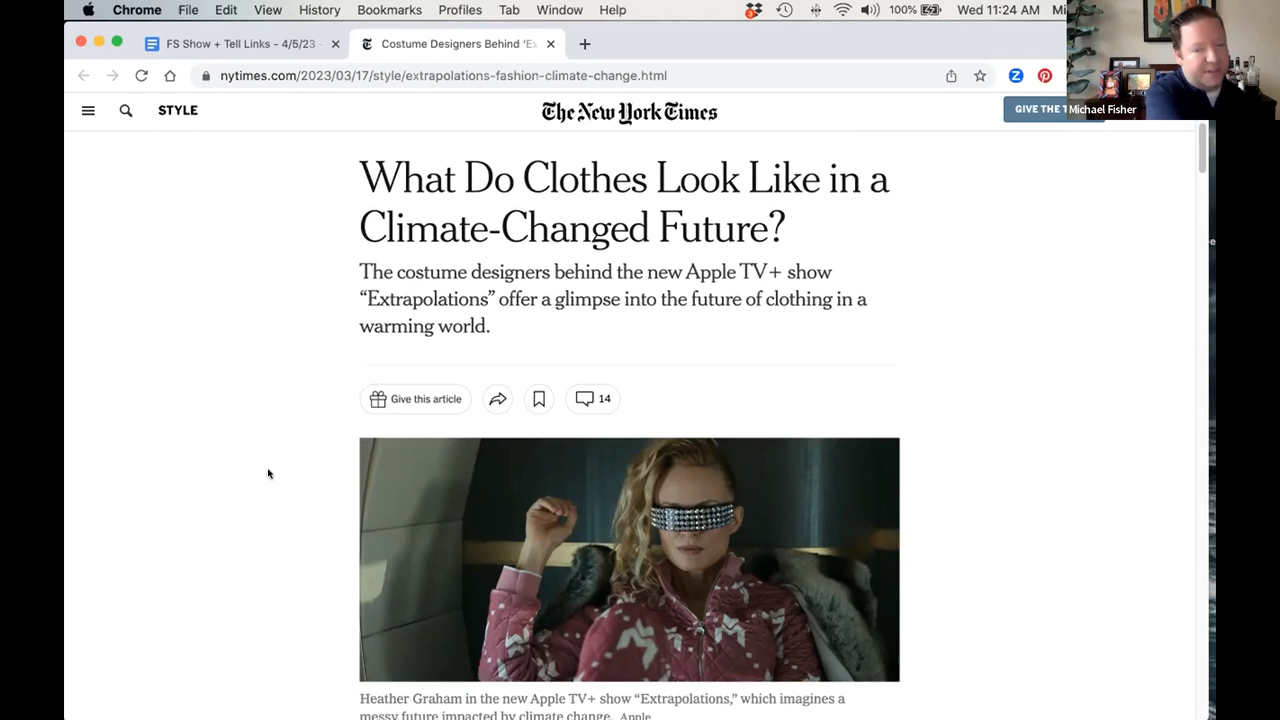 Chrome File Edit View History Bookmarks Profiles Tab Window Help 3 100% Wed 11:24 AM
FS Show + Tell Links - 4/5/23 Costume Designers Behind 'E
nytimes.com/2023/03/17/style/extrapolations-fashion-climate-change.html
STYLE The New York Times GIVE THE
Michael Fisher
What Do Clothes Look Like in a
Climate-Changed Future?
The costume designers behind the new Apple TV+ show
“Extrapolations” offer a glimpse into the future of clothing in a
warming world.
Give this article 14
Heather Graham in the new Apple TV+ show “Extrapolations,” which imagines a
messy future impacted by climate change. Apple